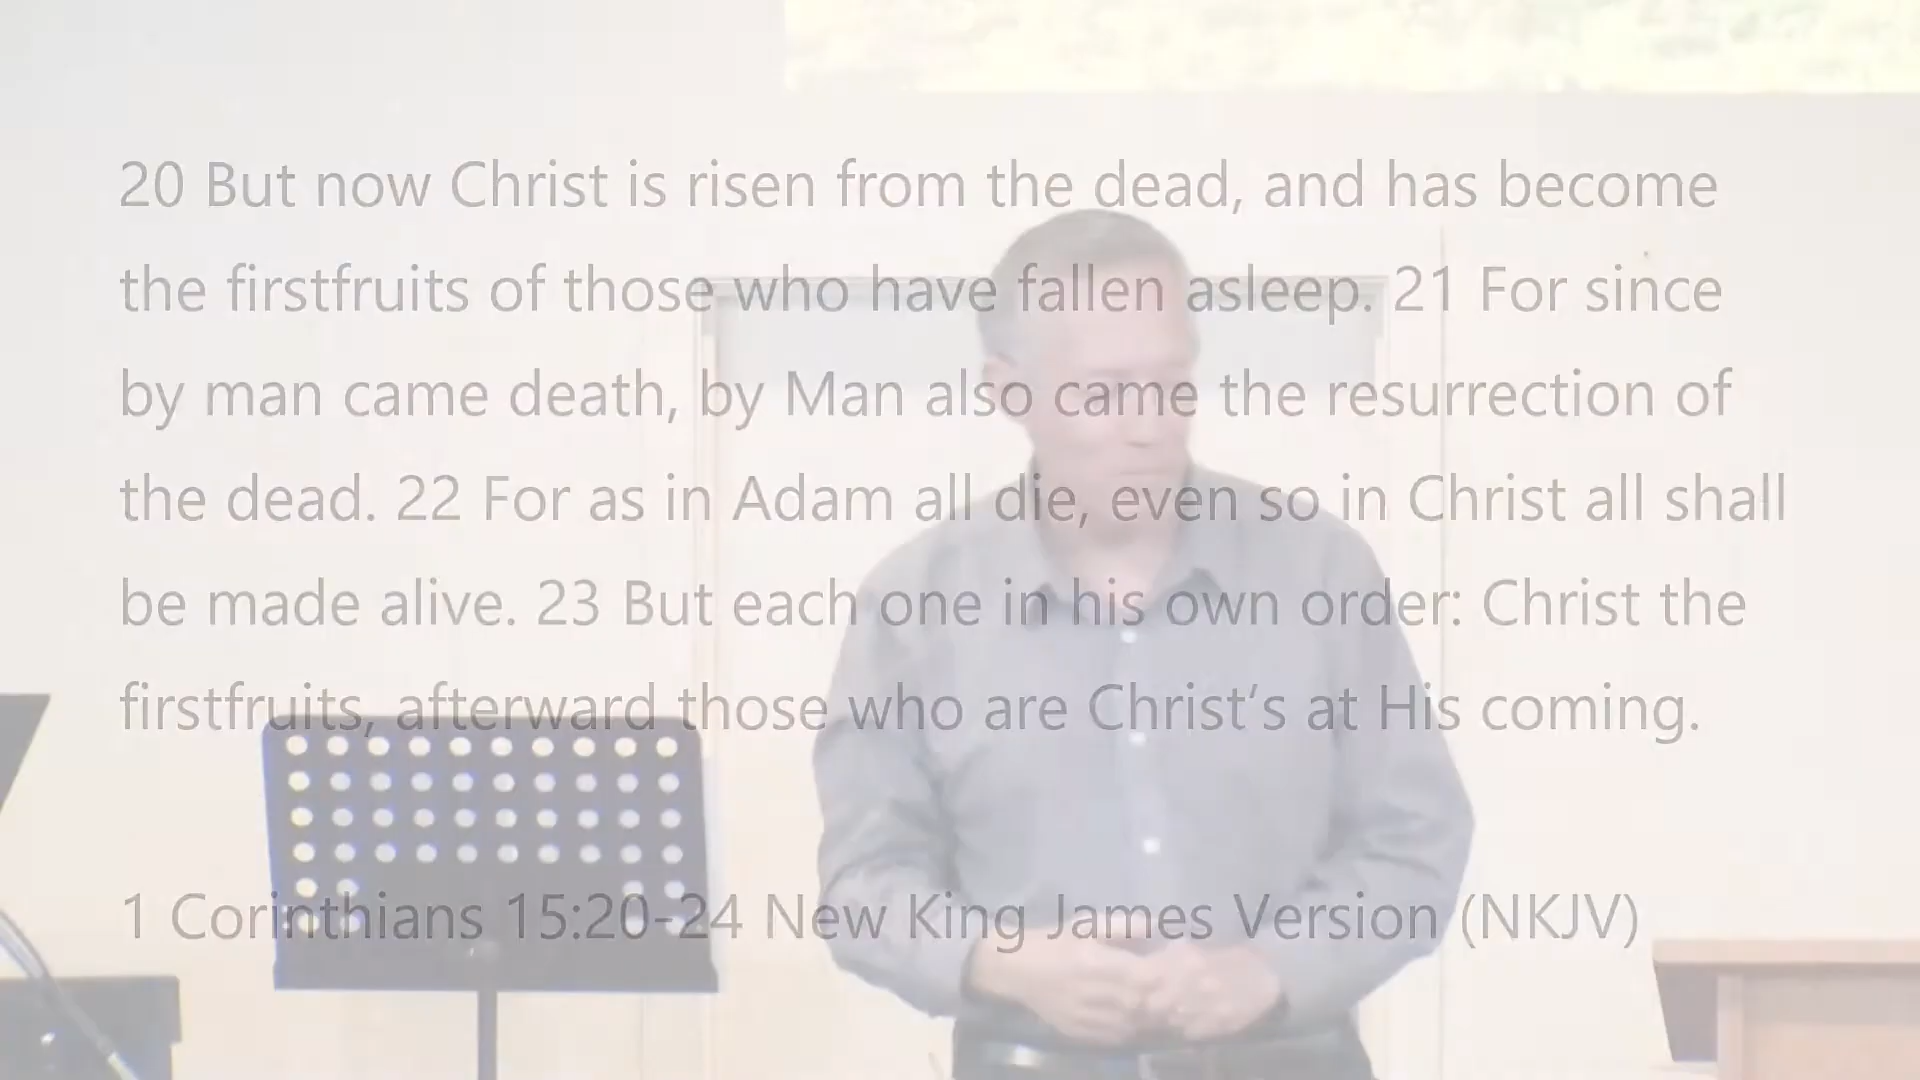 20 But now Christ is risen from the dead, and has become
the firstfruits of those who have fallen asleep. 21 For since
by man came death, by Man also came the resurrection of
the dead. 22 For as in Adam all die, even so in Christ all shall
be made alive. 23 But each one in his own order: Christ the
firstfruits, afterward those who are Christ’s at His coming.
1 Corinthians 15:20-24 New King James Version (NKJV)